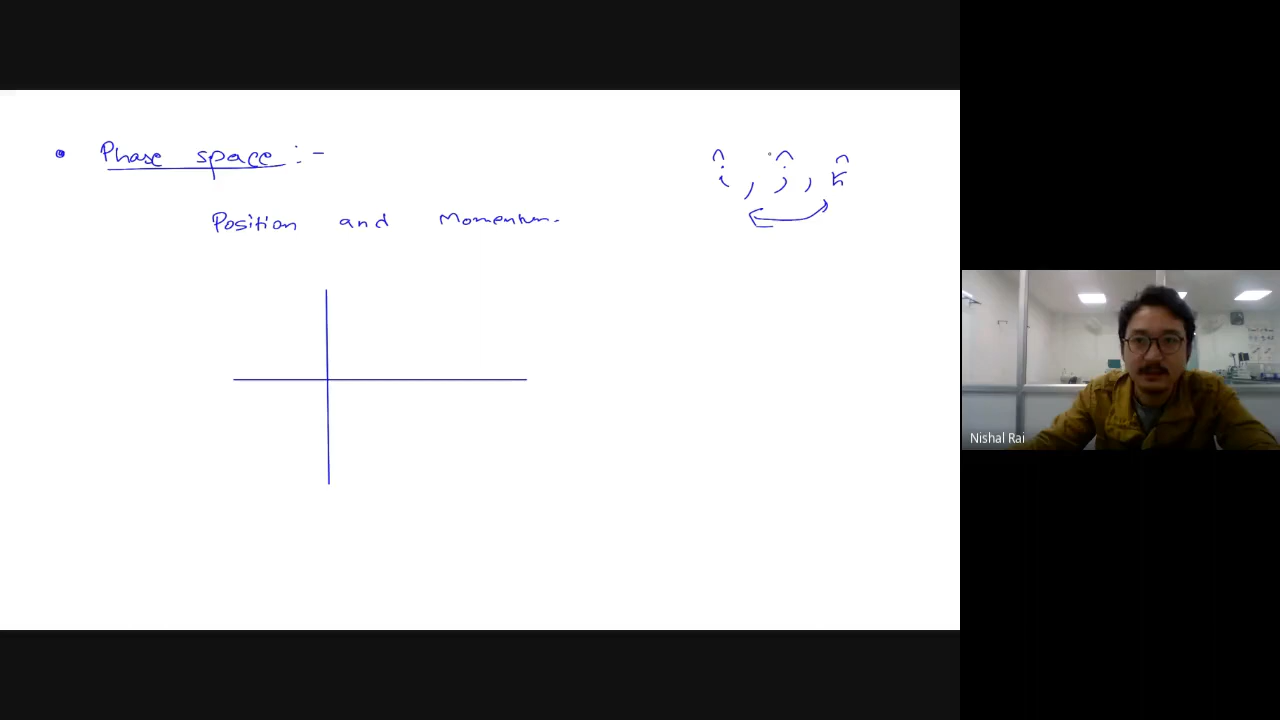 • Phase space :-
î, ĵ, k̂
Position and Momentum.
Nishal Rai